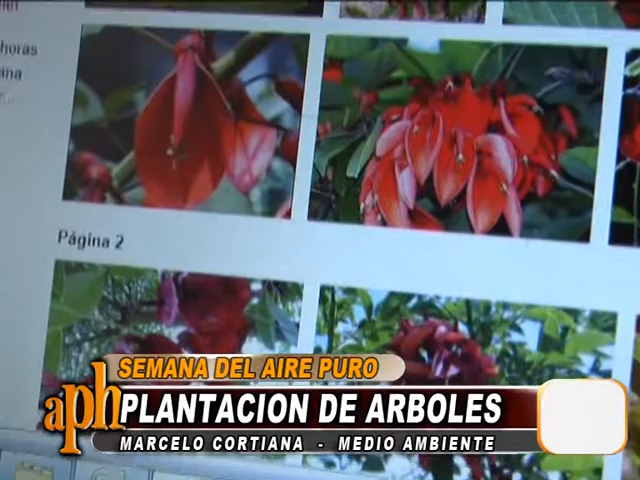 horas
Página 2
SEMANA DEL AIRE PURO
aph
PLANTACION DE ARBOLES
MARCELO CORTIANA - MEDIO AMBIENTE